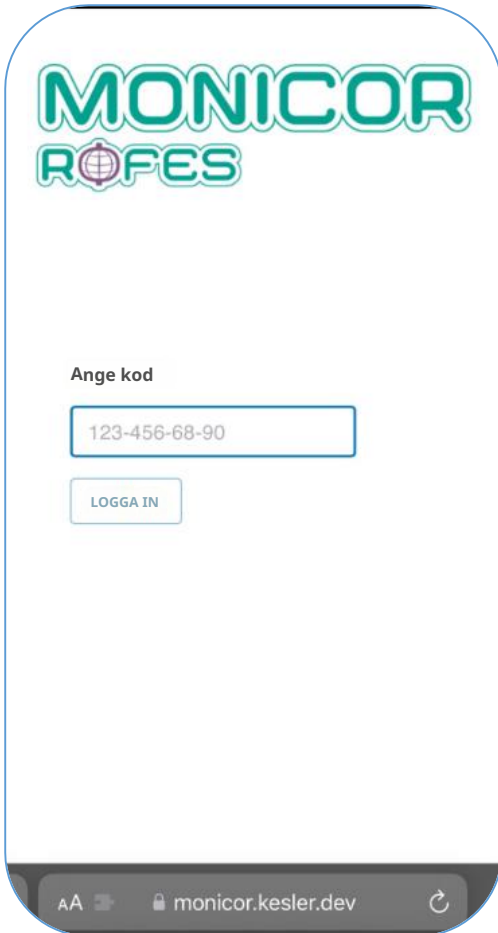 MONICOR
ROFES
Ange kod
123-456-68-90
LOGGA IN
AA monicor.kesler.dev